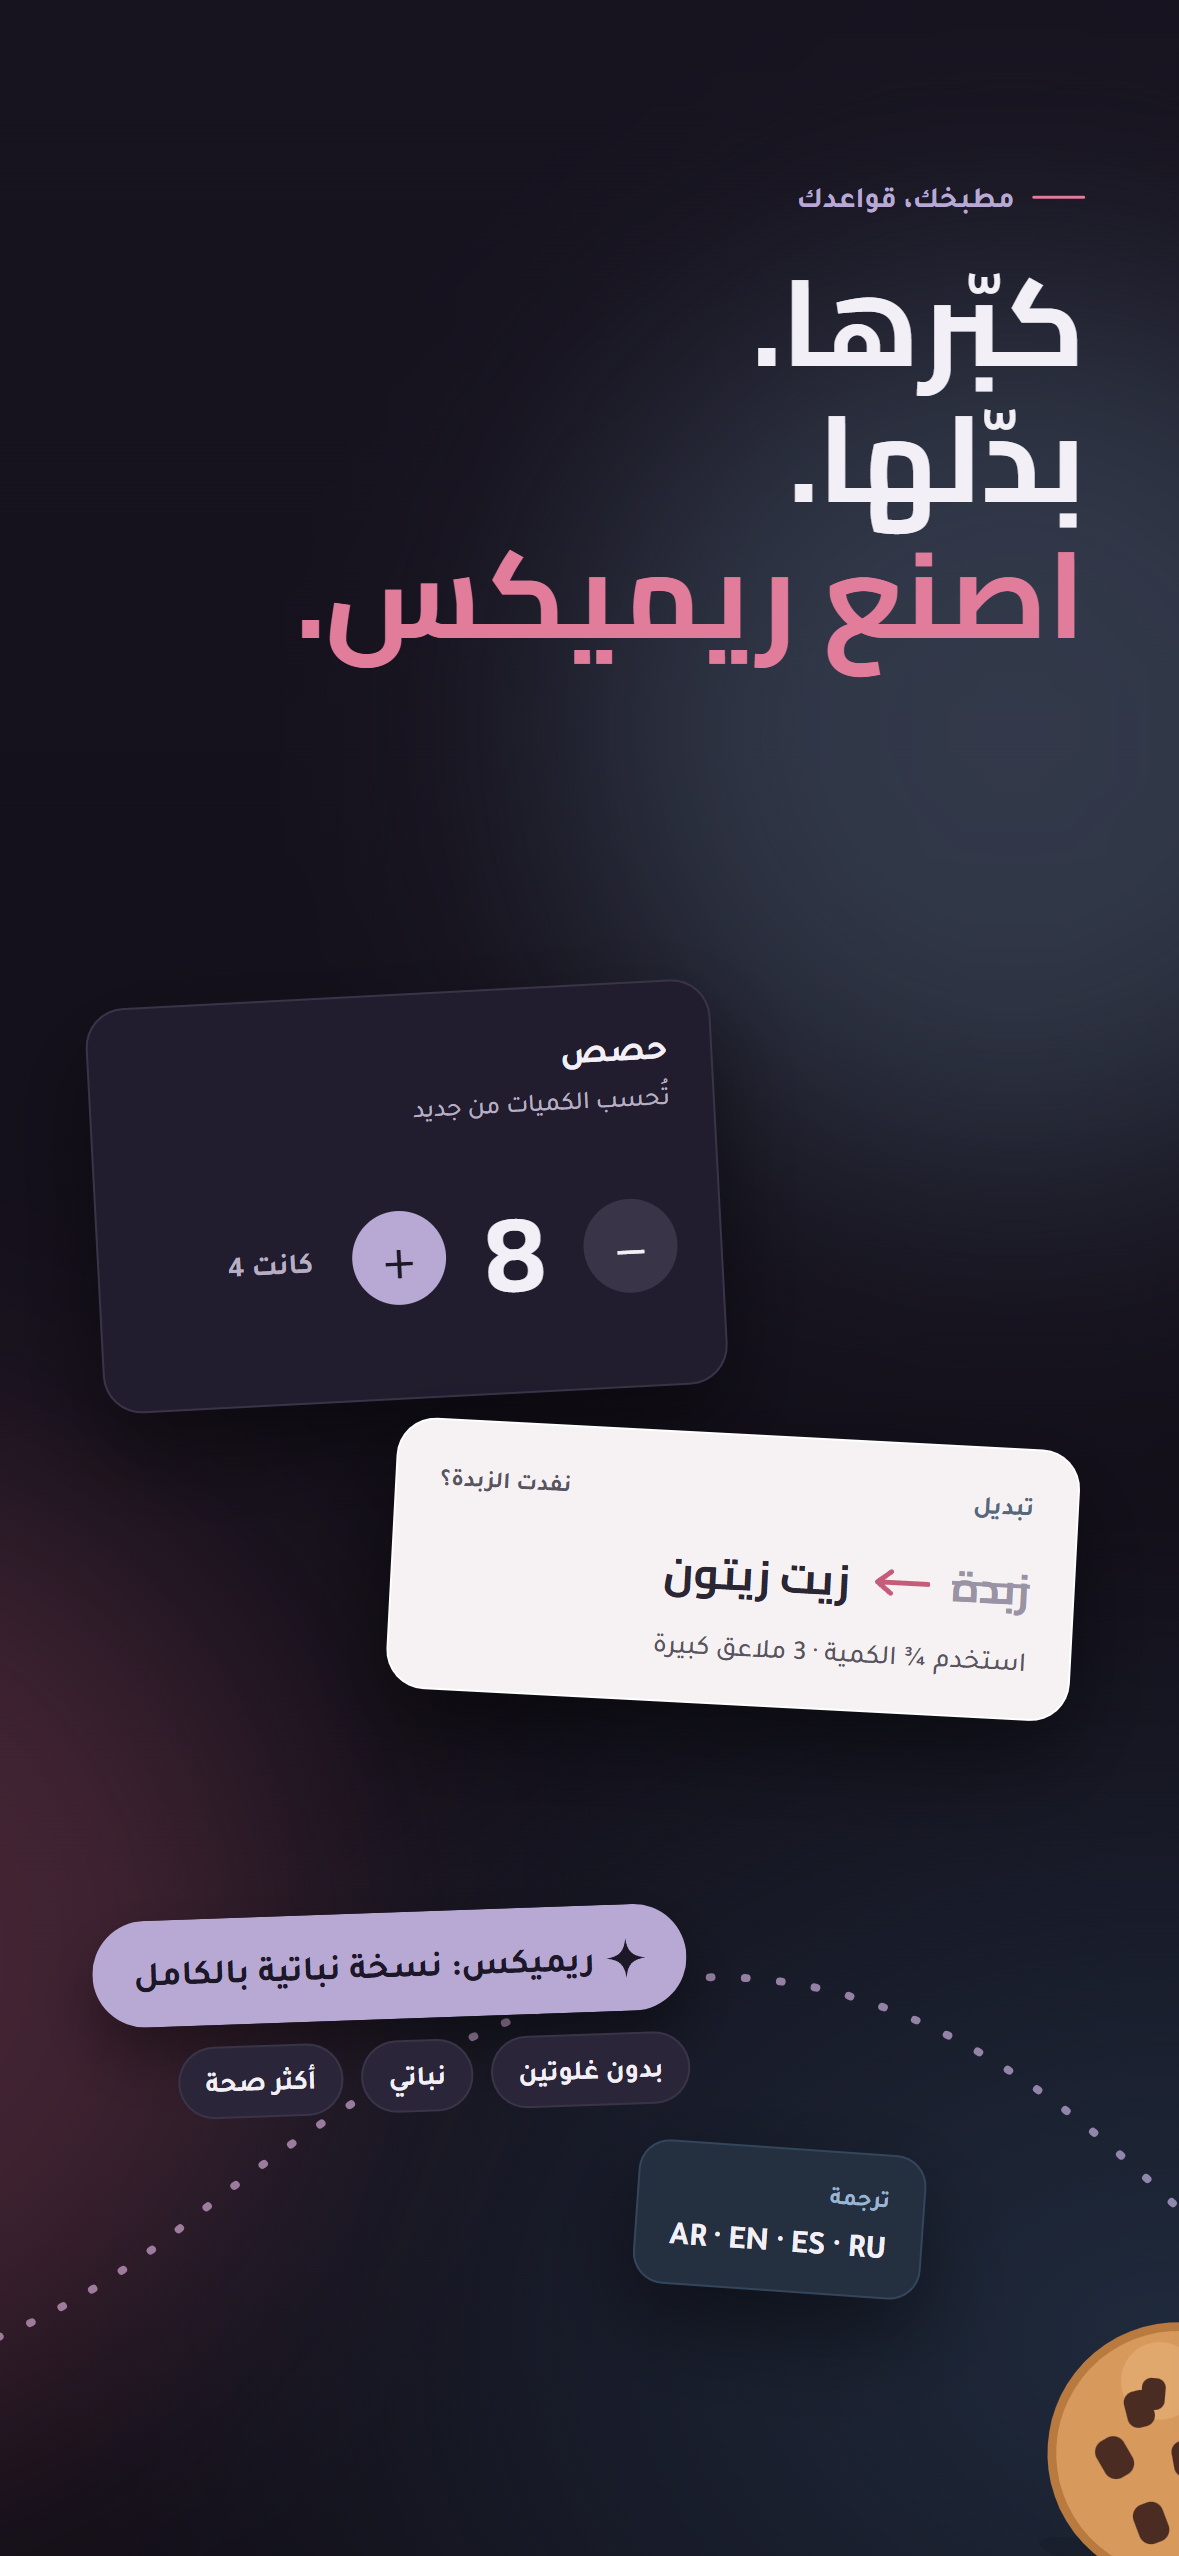 مطبخك، قواعدك
كبّرها.
بدّلها.
اصنع ريميكس.
حصص
تُحسب الكميات من جديد
− 8 + كانت 4
تبديل نفدت الزبدة؟
زبدة ← زيت زيتون
استخدم ¾ الكمية · 3 ملاعق كبيرة
ريميكس: نسخة نباتية بالكامل
بدون غلوتين نباتي أكثر صحة
ترجمة
AR · EN · ES · RU